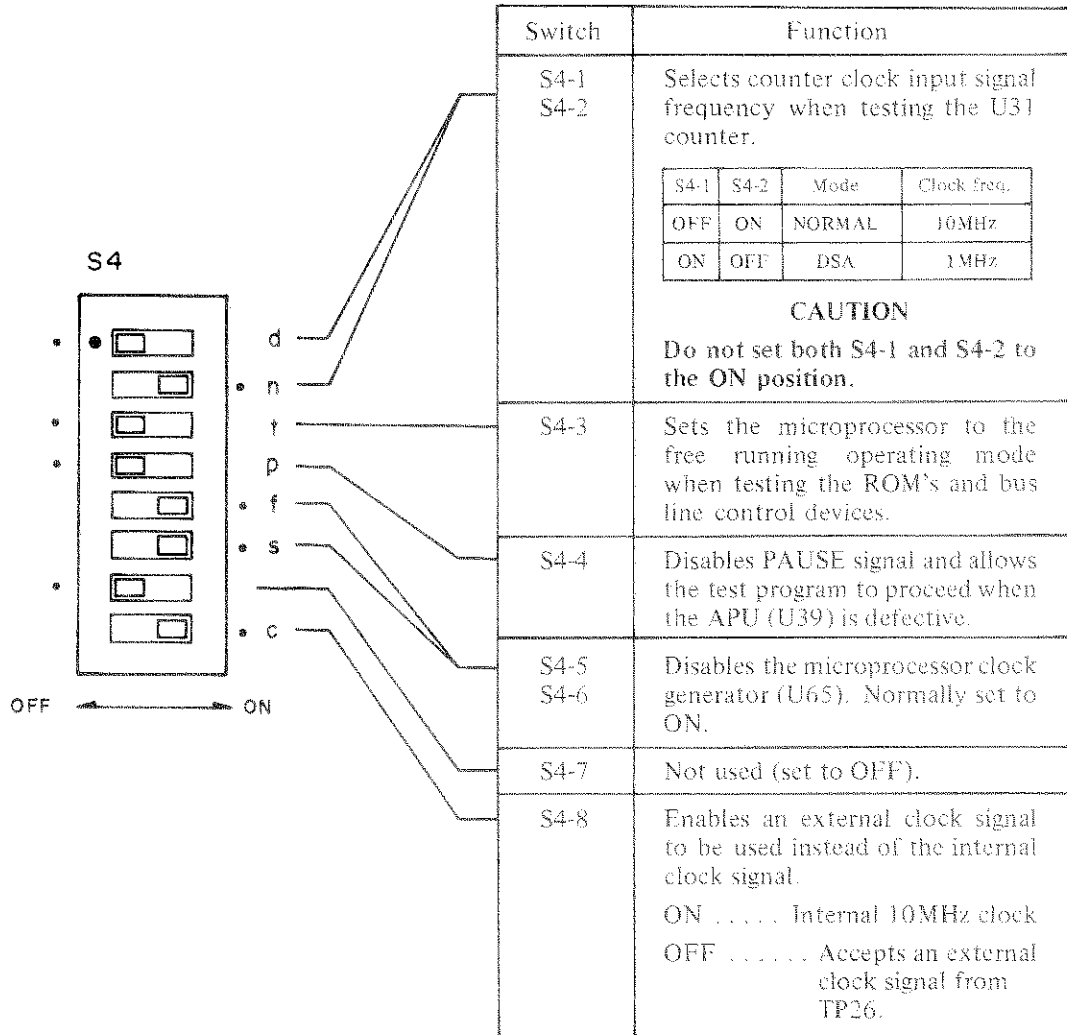 S4
d
n
t
p
f
s
c
OFF ON
Switch Function
S4-1
S4-2
Selects counter clock input signal
frequency when testing the U31
counter.
S4-1 S4-2 Mode Clock freq.
OFF ON NORMAL 10MHz
ON OFF DSA 1MHz
CAUTION
Do not set both S4-1 and S4-2 to
the ON position.
S4-3
Sets the microprocessor to the
free running operating mode
when testing the ROM's and bus
line control devices.
S4-4
Disables PAUSE signal and allows
the test program to proceed when
the APU (U39) is defective.
S4-5
S4-6
Disables the microprocessor clock
generator (U65). Normally set to
ON.
S4-7
Not used (set to OFF).
S4-8
Enables an external clock signal
to be used instead of the internal
clock signal.
ON ..... Internal 10MHz clock
OFF ...... Accepts an external
clock signal from
TP26.